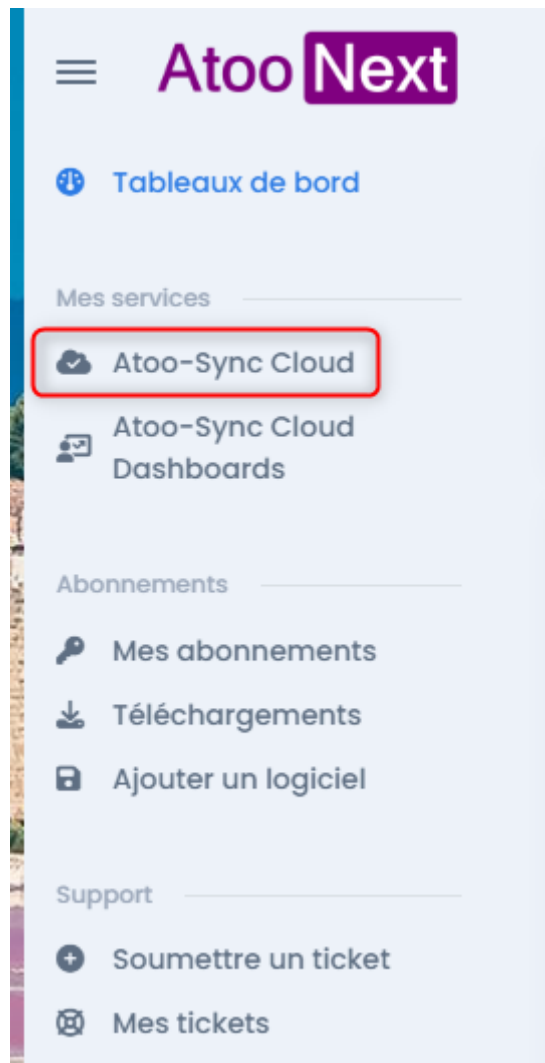 Atoo Next
Tableaux de bord
Mes services
Atoo-Sync Cloud
Atoo-Sync Cloud
Dashboards
Abonnements
Mes abonnements
Téléchargements
Ajouter un logiciel
Support
Soumettre un ticket
Mes tickets